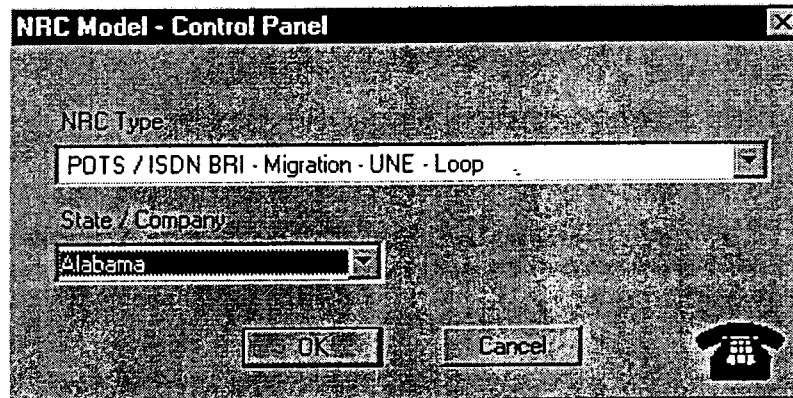 NRC Model - Control Panel
NRC Type
POTS / ISDN BRI - Migration - UNE - Loop
State / Company
Alabama
OK
Cancel